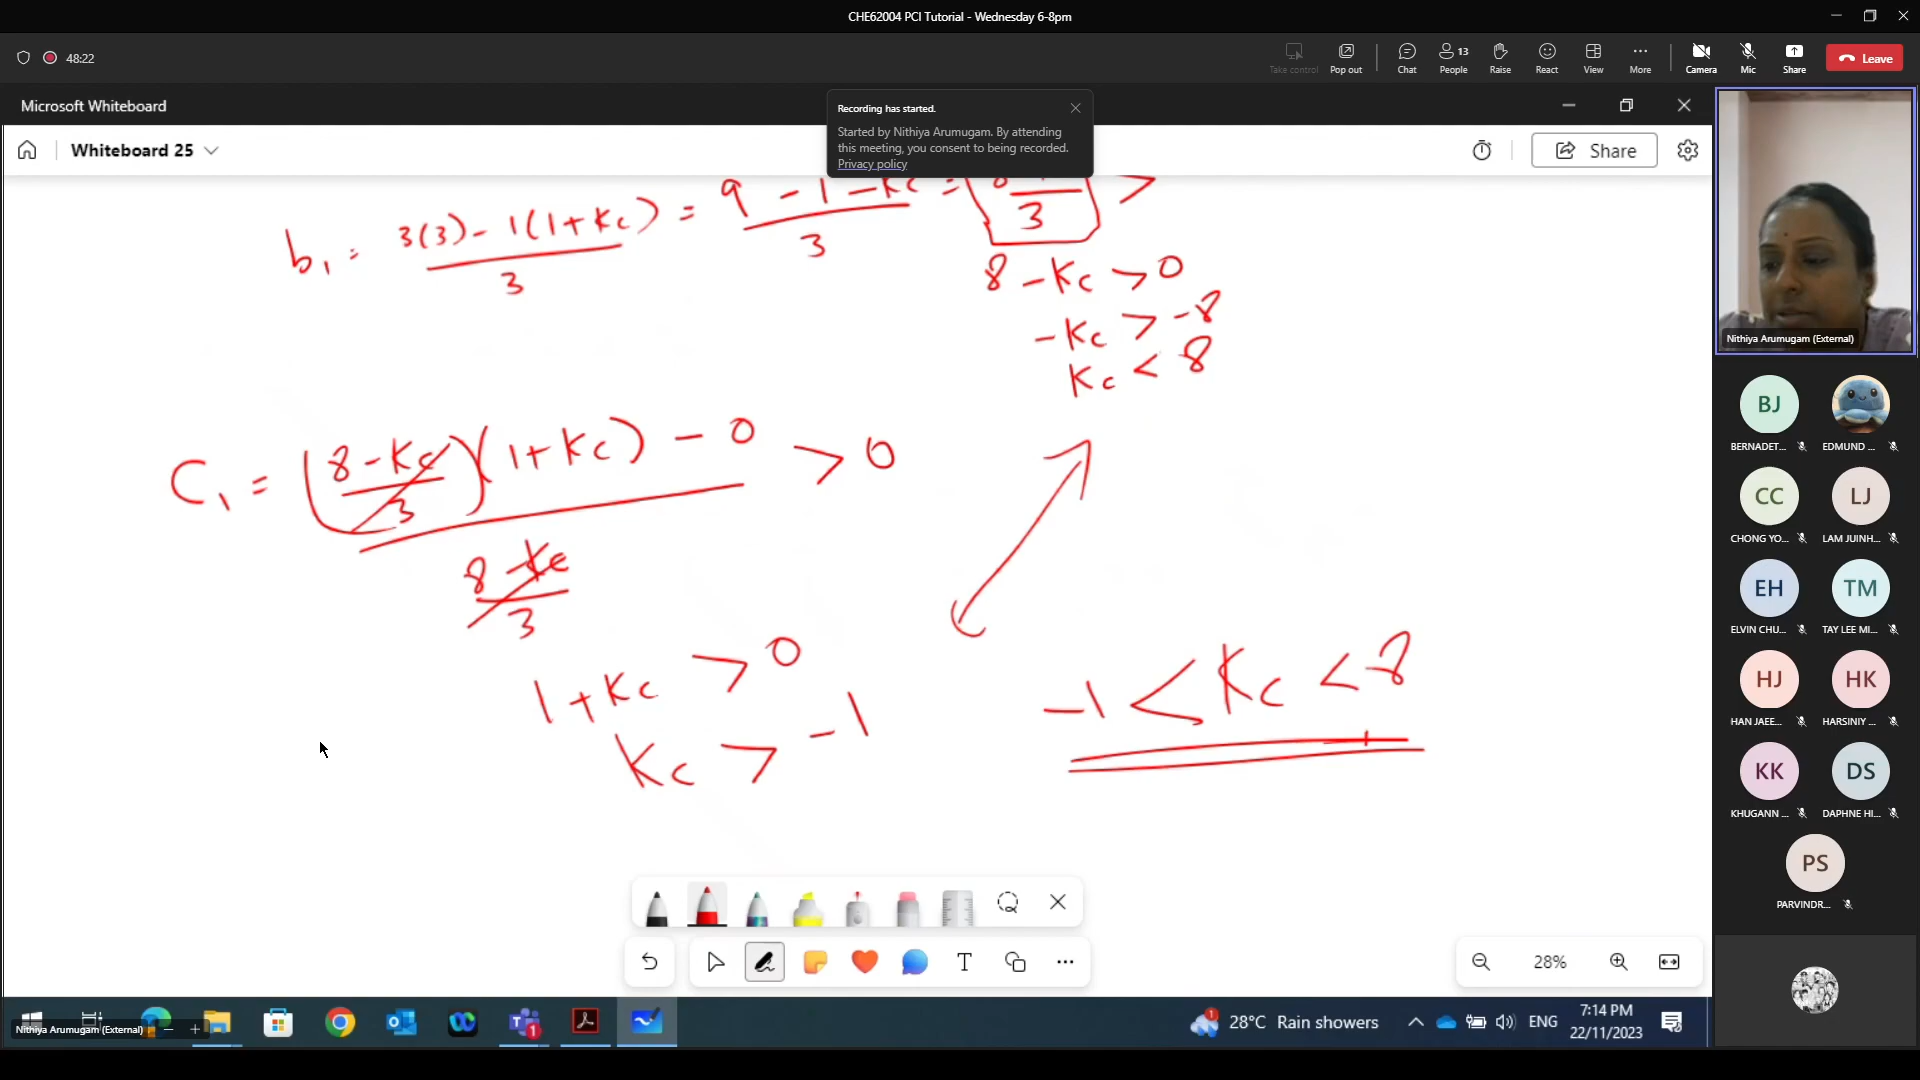 CHE62004 PCI Tutorial - Wednesday 6-8pm
48:22
Take control
Pop out
Chat
13
People
Raise
React
View
More
Camera
Mic
Share
Leave
Microsoft Whiteboard
Recording has started.
Started by Nithiya Arumugam. By attending
this meeting, you consent to being recorded.
Privacy policy
Whiteboard 25
Share
b₁ = (3(3) - 1(1+Kc))/3 = (9 - 1 - Kc)/3 =
3
>
8 - Kc > 0
-Kc > -8
Kc < 8
C₁ = ((8-Kc)/3)(1+Kc) - 0 > 0
(8-Kc)/3
1 + Kc > 0
Kc > -1
-1 < Kc < 8
28%
Nithiya Arumugam (External)
BJ
BERNADET...
EDMUND ...
CC
CHONG YO...
LJ
LAM JUINH...
EH
ELVIN CHU...
TM
TAY LEE MI...
HJ
HAN JAEE...
HK
HARSINIY ...
KK
KHUGANN ...
DS
DAPHNE HI...
PS
PARVINDR...
Nithiya Arumugam (External)
1
1
28°C Rain showers
ENG
7:14 PM
22/11/2023